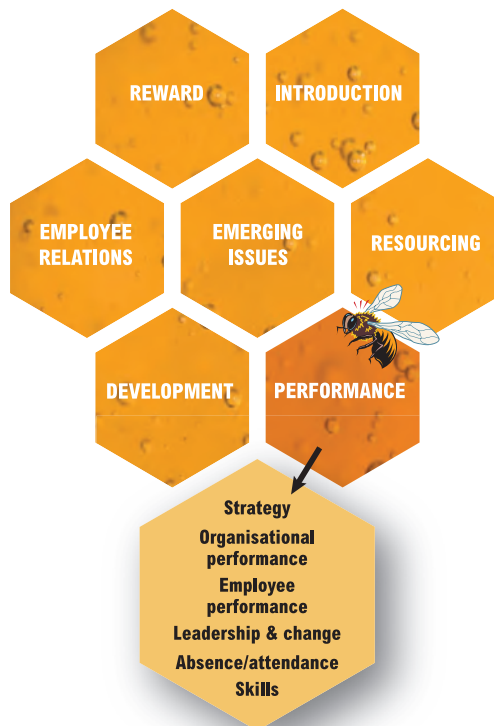 REWARD
INTRODUCTION
EMPLOYEE
RELATIONS
EMERGING
ISSUES
RESOURCING
DEVELOPMENT
PERFORMANCE
Strategy
Organisational
performance
Employee
performance
Leadership & change
Absence/attendance
Skills